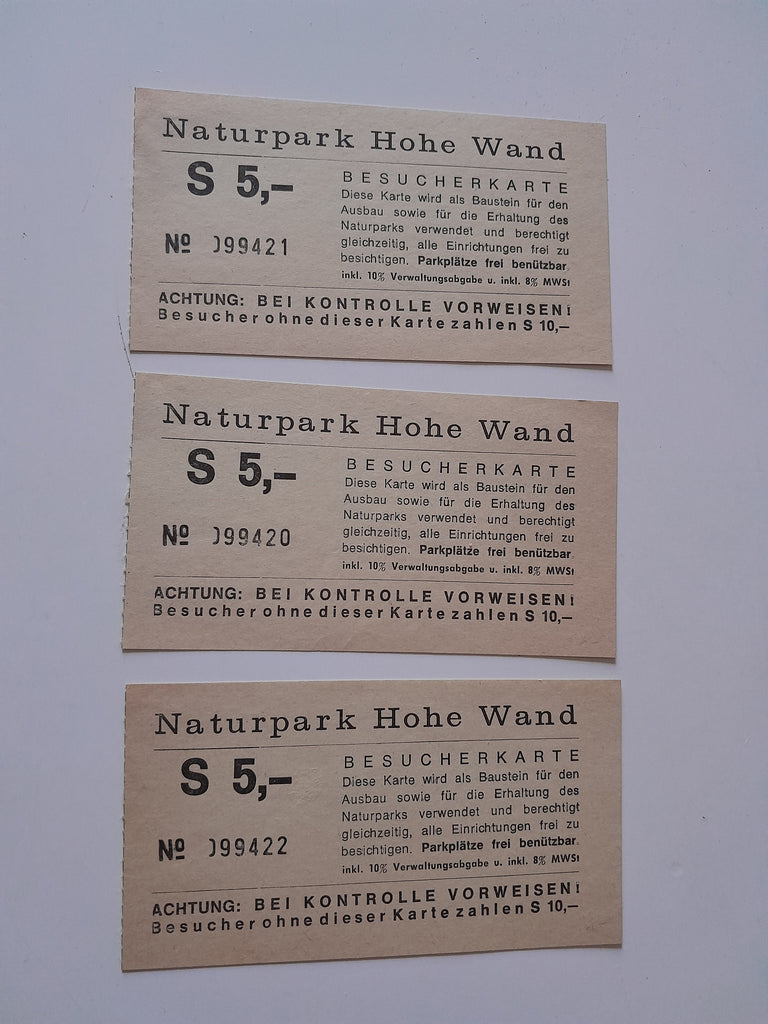 Naturpark Hohe Wand
S 5,–
BESUCHERKARTE
Diese Karte wird als Baustein für den
Ausbau sowie für die Erhaltung des
Naturparks verwendet und berechtigt
gleichzeitig, alle Einrichtungen frei zu
besichtigen. Parkplätze frei benützbar.
inkl. 10% Verwaltungsabgabe u. inkl. 8% MWSt
Nº 099421
ACHTUNG: BEI KONTROLLE VORWEISEN!
Besucher ohne dieser Karte zahlen S 10,–
Naturpark Hohe Wand
S 5,–
BESUCHERKARTE
Diese Karte wird als Baustein für den
Ausbau sowie für die Erhaltung des
Naturparks verwendet und berechtigt
gleichzeitig, alle Einrichtungen frei zu
besichtigen. Parkplätze frei benützbar.
inkl. 10% Verwaltungsabgabe u. inkl. 8% MWSt
Nº 099420
ACHTUNG: BEI KONTROLLE VORWEISEN!
Besucher ohne dieser Karte zahlen S 10,–
Naturpark Hohe Wand
S 5,–
BESUCHERKARTE
Diese Karte wird als Baustein für den
Ausbau sowie für die Erhaltung des
Naturparks verwendet und berechtigt
gleichzeitig, alle Einrichtungen frei zu
besichtigen. Parkplätze frei benützbar.
inkl. 10% Verwaltungsabgabe u. inkl. 8% MWSt
Nº 099422
ACHTUNG: BEI KONTROLLE VORWEISEN!
Besucher ohne dieser Karte zahlen S 10,–